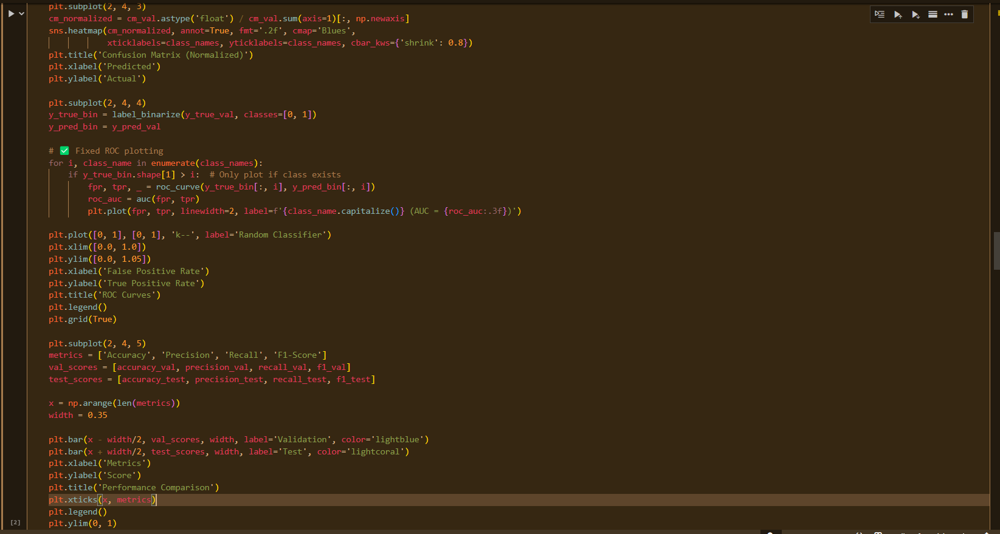 plt.subplot(2, 4, 3)
cm_normalized = cm_val.astype('float') / cm_val.sum(axis=1)[:, np.newaxis]
sns.heatmap(cm_normalized, annot=True, fmt='.2f', cmap='Blues',
            xticklabels=class_names, yticklabels=class_names, cbar_kws={'shrink': 0.8})
plt.title('Confusion Matrix (Normalized)')
plt.xlabel('Predicted')
plt.ylabel('Actual')

plt.subplot(2, 4, 4)
y_true_bin = label_binarize(y_true_val, classes=[0, 1])
y_pred_bin = y_pred_val

# ✅ Fixed ROC plotting
for i, class_name in enumerate(class_names):
    if y_true_bin.shape[1] > i:  # Only plot if class exists
        fpr, tpr, _ = roc_curve(y_true_bin[:, i], y_pred_bin[:, i])
        roc_auc = auc(fpr, tpr)
        plt.plot(fpr, tpr, linewidth=2, label=f'{class_name.capitalize()} (AUC = {roc_auc:.3f})')

plt.plot([0, 1], [0, 1], 'k--', label='Random Classifier')
plt.xlim([0.0, 1.0])
plt.ylim([0.0, 1.05])
plt.xlabel('False Positive Rate')
plt.ylabel('True Positive Rate')
plt.title('ROC Curves')
plt.legend()
plt.grid(True)

plt.subplot(2, 4, 5)
metrics = ['Accuracy', 'Precision', 'Recall', 'F1-Score']
val_scores = [accuracy_val, precision_val, recall_val, f1_val]
test_scores = [accuracy_test, precision_test, recall_test, f1_test]

x = np.arange(len(metrics))
width = 0.35

plt.bar(x - width/2, val_scores, width, label='Validation', color='lightblue')
plt.bar(x + width/2, test_scores, width, label='Test', color='lightcoral')
plt.xlabel('Metrics')
plt.ylabel('Score')
plt.title('Performance Comparison')
plt.xticks(x, metrics)
plt.legend()
plt.ylim(0, 1)
[2]